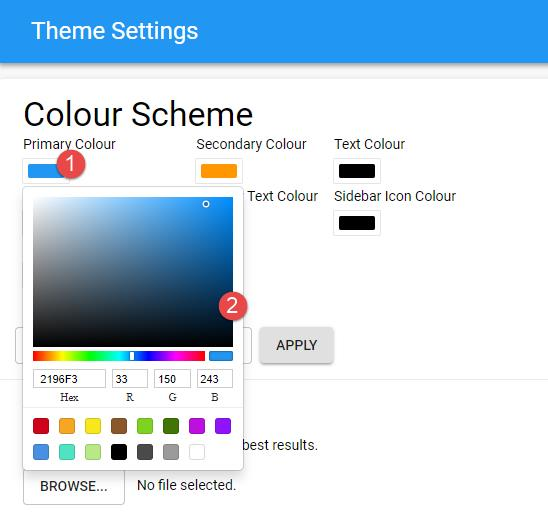 Theme Settings
Colour Scheme
Primary Colour Secondary Colour Text Colour
1
Text Colour Sidebar Icon Colour
2
APPLY
2196F3 33 150 243
Hex R G B
best results.
BROWSE... No file selected.